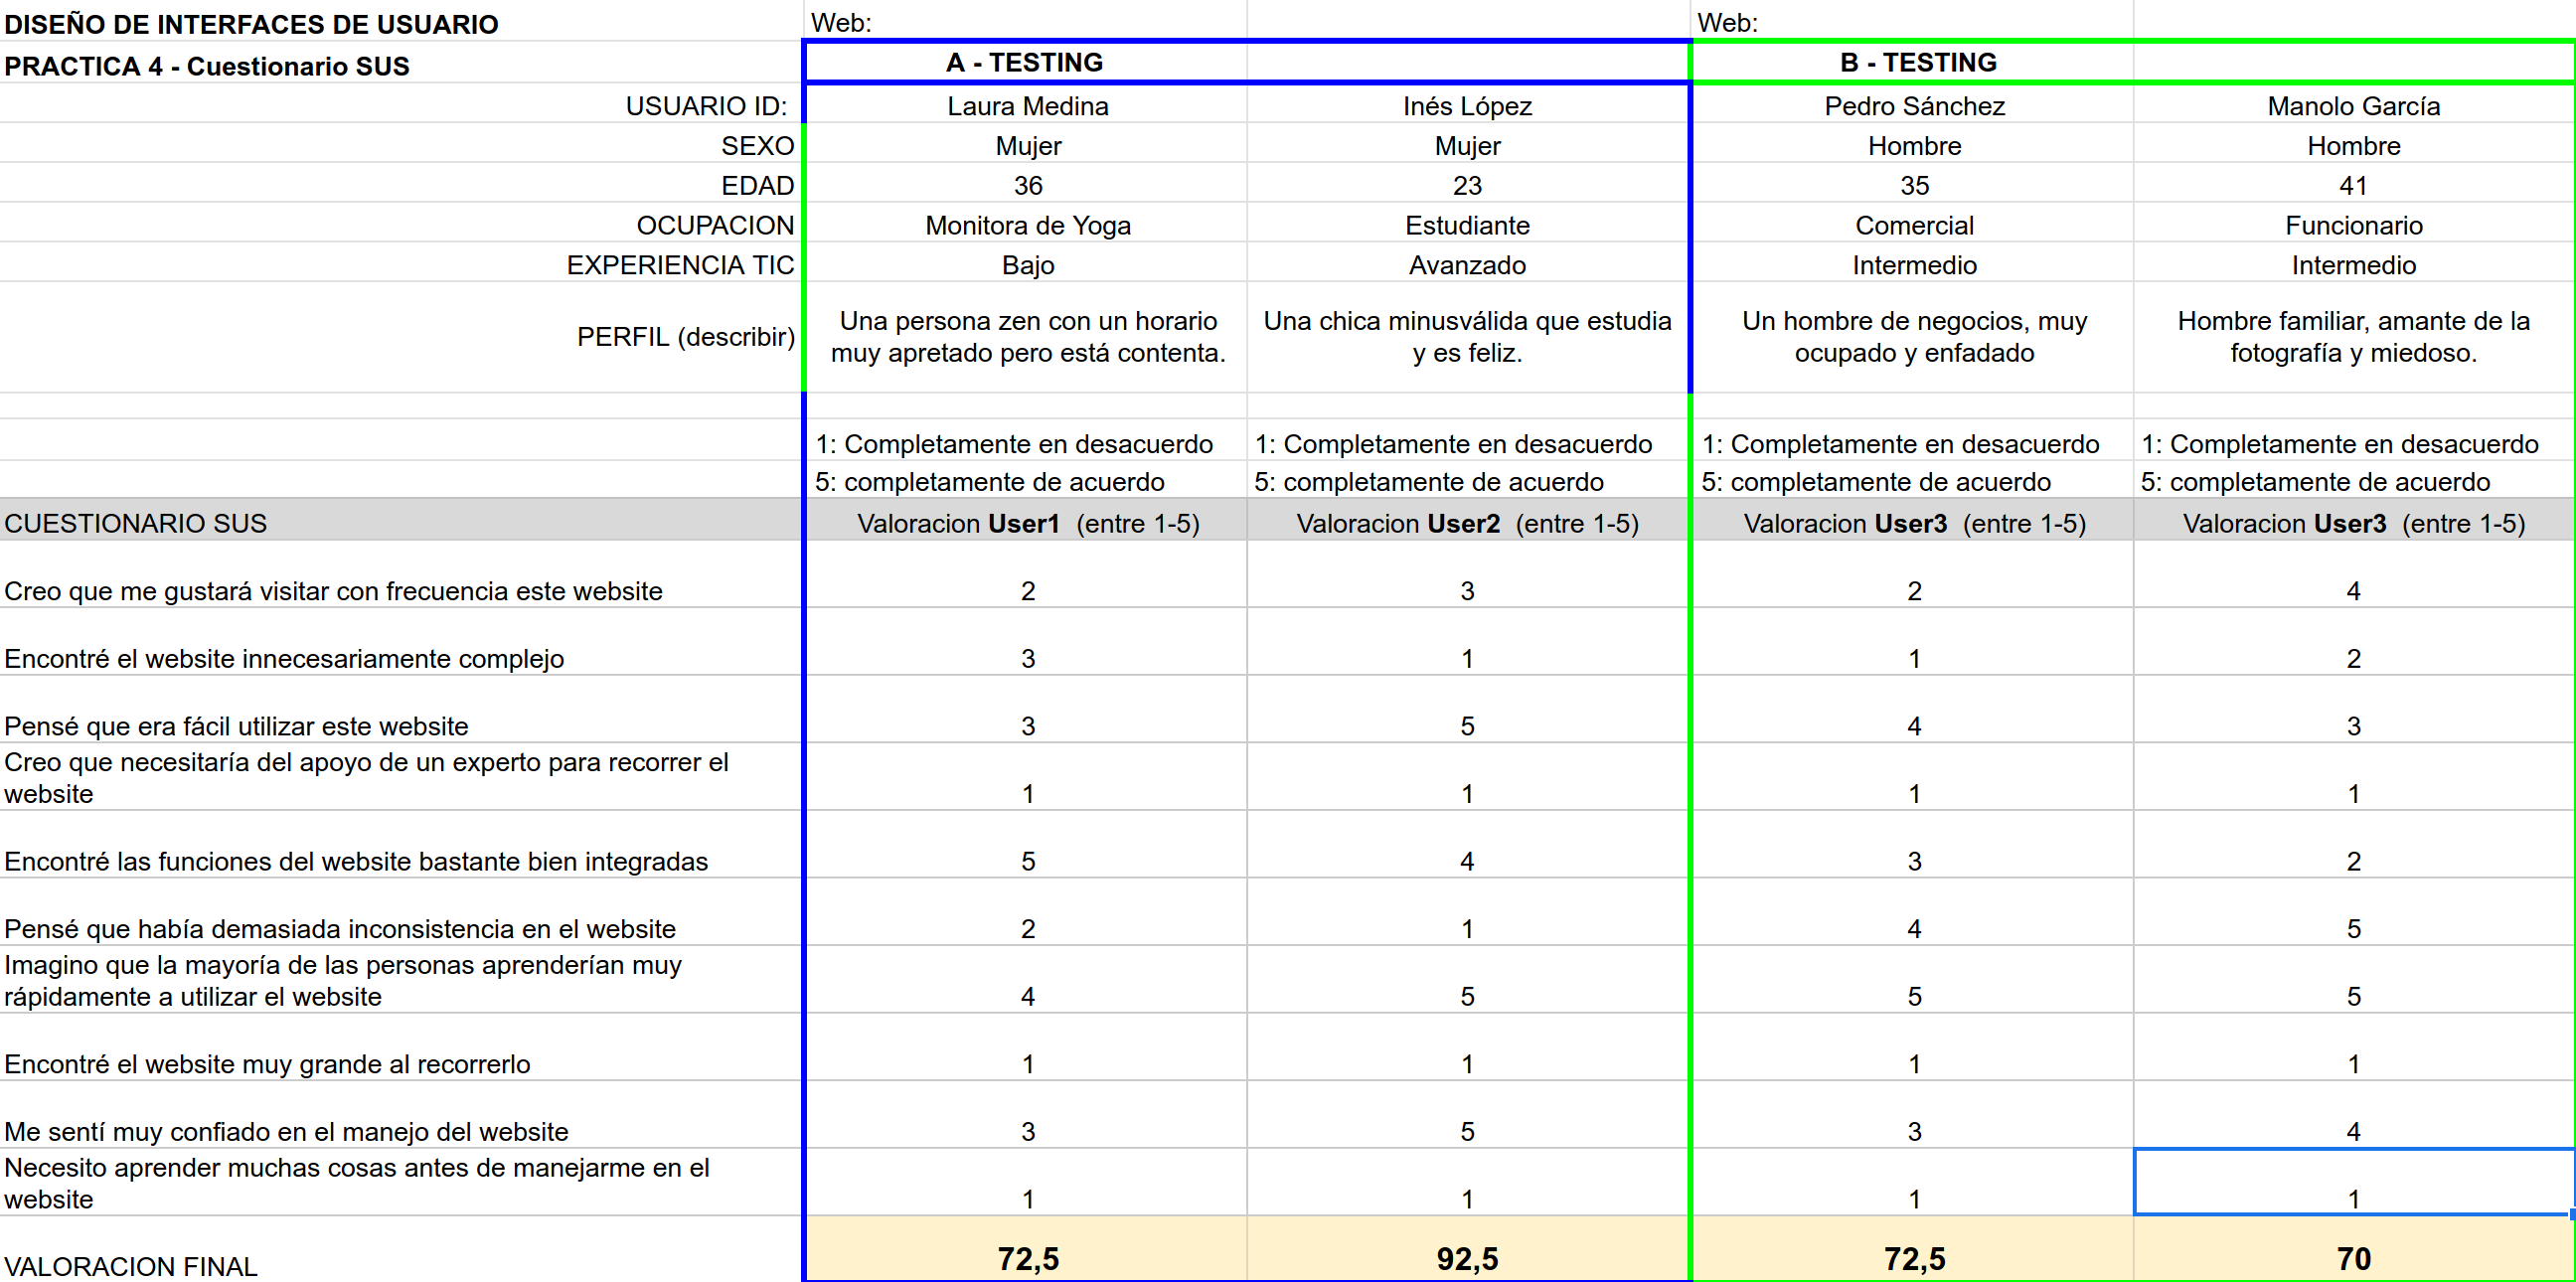 DISEÑO DE INTERFACES DE USUARIO Web: Web:
PRACTICA 4 - Cuestionario SUS A - TESTING B - TESTING
USUARIO ID: Laura Medina Inés López Pedro Sánchez Manolo García
SEXO Mujer Mujer Hombre Hombre
EDAD 36 23 35 41
OCUPACION Monitora de Yoga Estudiante Comercial Funcionario
EXPERIENCIA TIC Bajo Avanzado Intermedio Intermedio
PERFIL (describir)
Una persona zen con un horario
muy apretado pero está contenta.
Una chica minusválida que estudia
y es feliz.
Un hombre de negocios, muy
ocupado y enfadado
Hombre familiar, amante de la
fotografía y miedoso.
1: Completamente en desacuerdo 1: Completamente en desacuerdo 1: Completamente en desacuerdo 1: Completamente en desacuerdo
5: completamente de acuerdo 5: completamente de acuerdo 5: completamente de acuerdo 5: completamente de acuerdo
CUESTIONARIO SUS Valoracion User1 (entre 1-5) Valoracion User2 (entre 1-5) Valoracion User3 (entre 1-5) Valoracion User3 (entre 1-5)
Creo que me gustará visitar con frecuencia este website 2 3 2 4
Encontré el website innecesariamente complejo 3 1 1 2
Pensé que era fácil utilizar este website 3 5 4 3
Creo que necesitaría del apoyo de un experto para recorrer el
website 1 1 1 1
Encontré las funciones del website bastante bien integradas 5 4 3 2
Pensé que había demasiada inconsistencia en el website 2 1 4 5
Imagino que la mayoría de las personas aprenderían muy
rápidamente a utilizar el website 4 5 5 5
Encontré el website muy grande al recorrerlo 1 1 1 1
Me sentí muy confiado en el manejo del website 3 5 3 4
Necesito aprender muchas cosas antes de manejarme en el
website 1 1 1 1
VALORACION FINAL 72,5 92,5 72,5 70